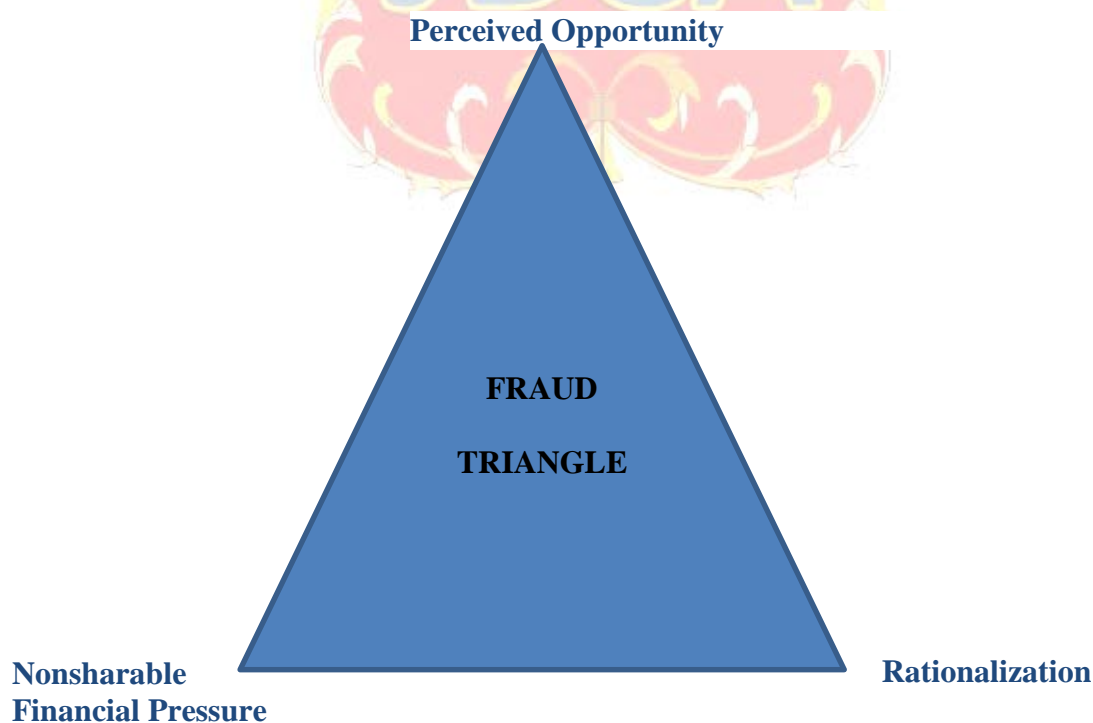 Perceived Opportunity
FRAUD
TRIANGLE
Nonsharable
Financial Pressure
Rationalization